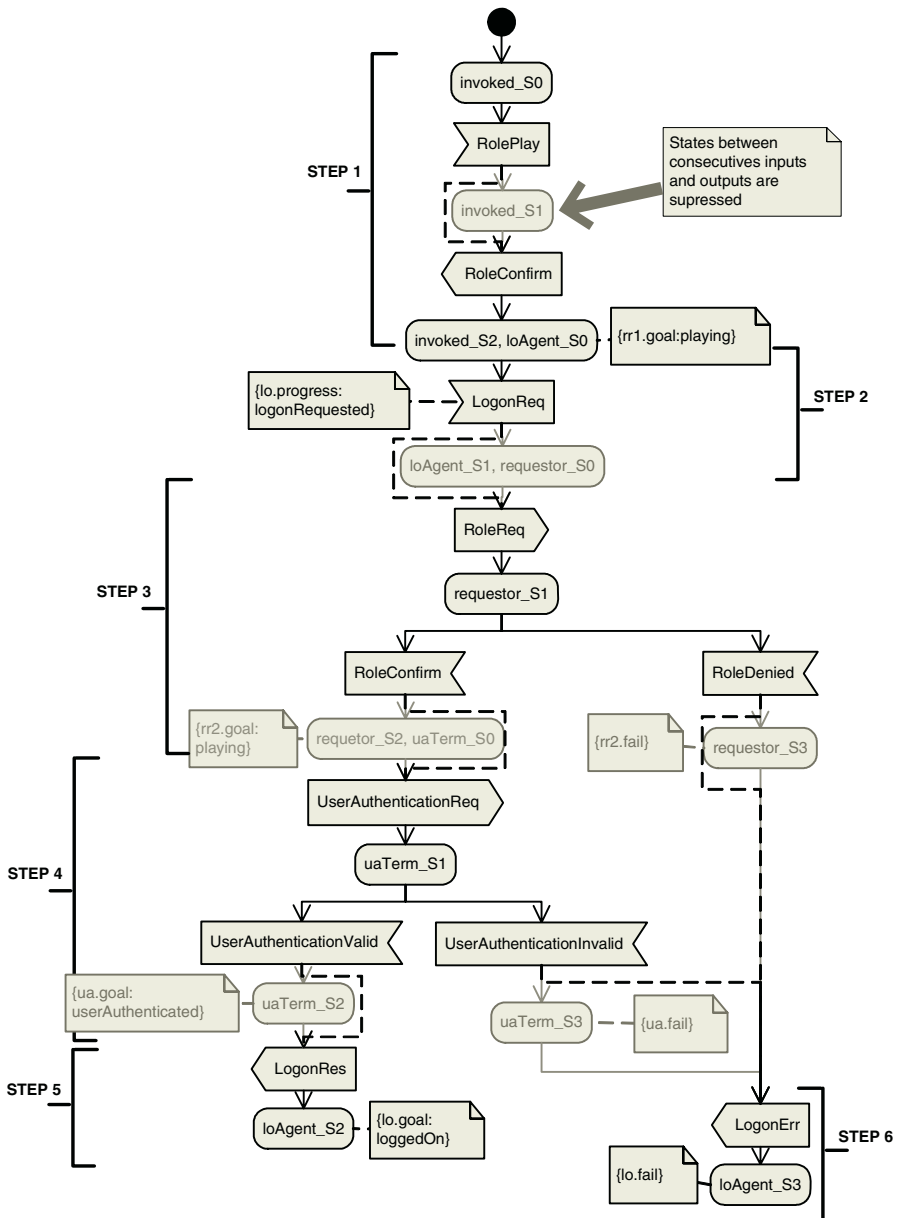 invoked_S0
RolePlay
STEP 1
States between
consecutives inputs
and outputs are
supressed
invoked_S1
RoleConfirm
invoked_S2, loAgent_S0
{rr1.goal:playing}
{lo.progress:
logonRequested}
LogonReq
STEP 2
loAgent_S1, requestor_S0
RoleReq
STEP 3
requestor_S1
RoleConfirm
RoleDenied
{rr2.goal:
playing}
requetor_S2, uaTerm_S0
{rr2.fail}
requestor_S3
UserAuthenticationReq
STEP 4
uaTerm_S1
UserAuthenticationValid
UserAuthenticationInvalid
{ua.goal:
userAuthenticated}
uaTerm_S2
uaTerm_S3
{ua.fail}
STEP 5
LogonRes
loAgent_S2
{lo.goal:
loggedOn}
LogonErr
STEP 6
{lo.fail}
loAgent_S3